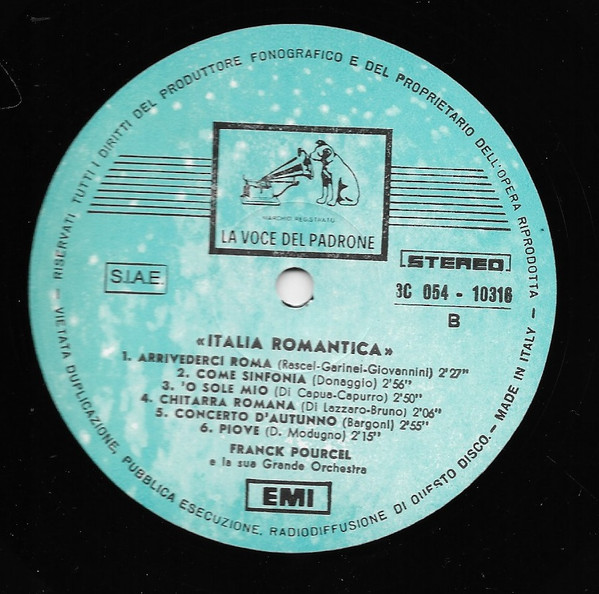 RISERVATI TUTTI I DIRITTI DEL PRODUTTORE FONOGRAFICO E DEL PROPRIETARIO DELL'OPERA RIPRODOTTA
MARCHIO REGISTRATO
LA VOCE DEL PADRONE
S.I.A.E.
STEREO
3C 054 - 10316
B
«ITALIA ROMANTICA»
1. ARRIVEDERCI ROMA (Rascel-Garinei-Giovannini) 2'27"
2. COME SINFONIA (Donaggio) 2'56"
3. 'O SOLE MIO (Di Capua-Capurro) 2'50"
4. CHITARRA ROMANA (Di Lazzaro-Bruno) 2'06"
5. CONCERTO D'AUTUNNO (Bargoni) 2'55"
6. PIOVE (D. Modugno) 2'15"
FRANCK POURCEL
e la sua Grande Orchestra
EMI
— VIETATA DUPLICAZIONE, PUBBLICA ESECUZIONE, RADIODIFFUSIONE DI QUESTO DISCO. — MADE IN ITALY —